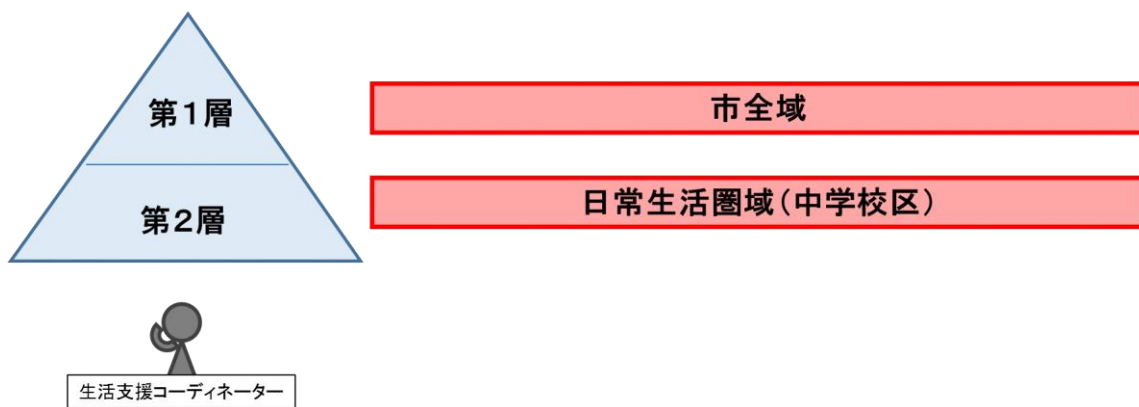 第1層
市全域
第2層
日常生活圏域(中学校区)
生活支援コーディネーター